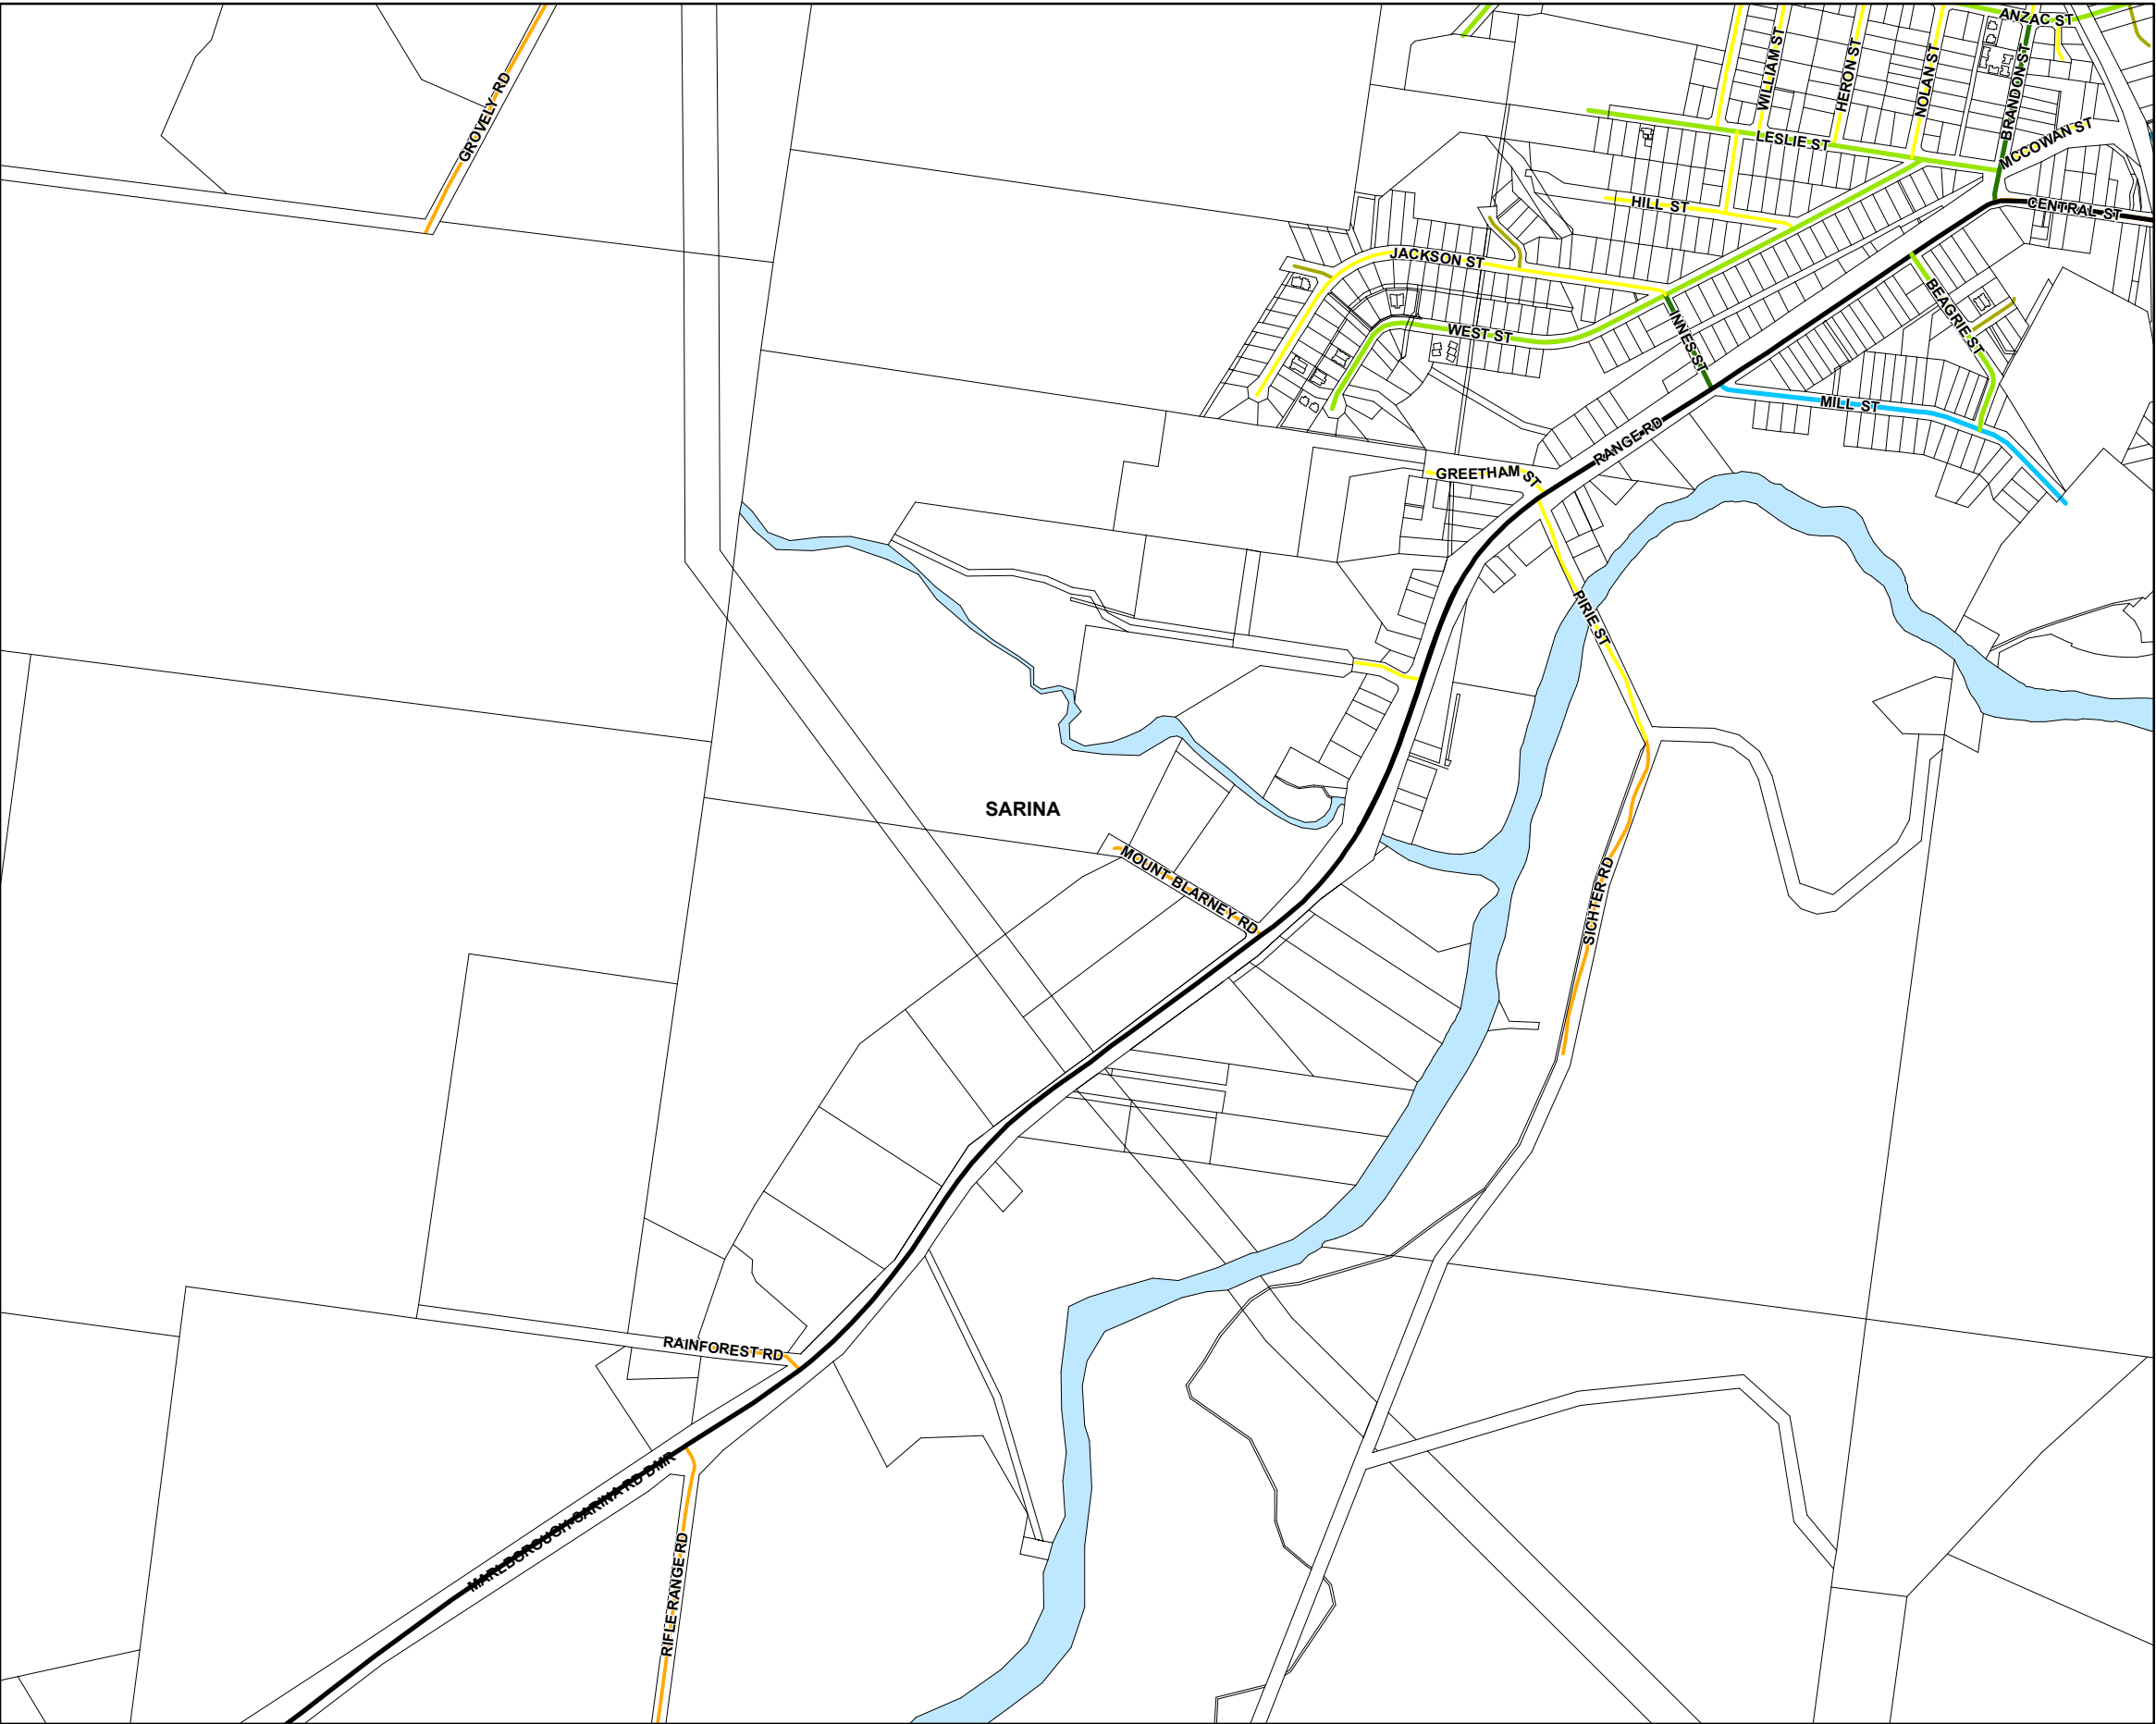 ANZAC ST
WILLIAM ST
HERON ST
NOLAN ST
BRANDON ST
GROVELY RD
LESLIE ST
MCCOWAN ST
HILL ST
CENTRAL ST
JACKSON ST
BEAGRIE ST
WEST ST
INNES ST
MILL ST
RANGE RD
GREETHAM ST
PIRIE ST
SARINA
MOUNT BLARNEY RD
SICHTER RD
RAINFOREST RD
MARLBOROUGH-SARINA RD DMR
RIFLE RANGE RD